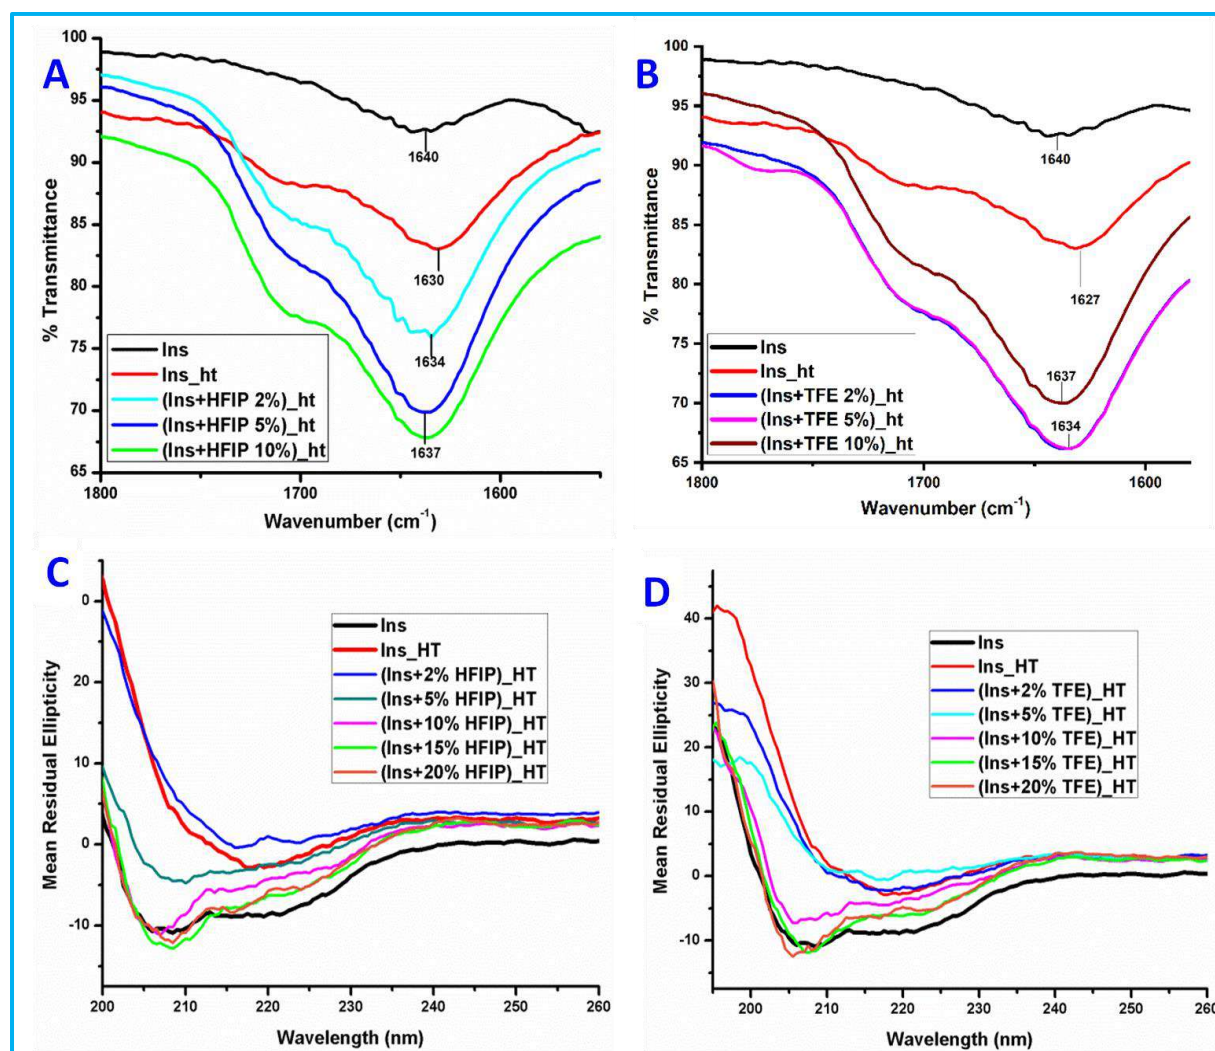 A
100
95
90
85
80
75
70
65
% Transmittance
1640
1630
1634
1637
Ins
Ins_ht
(Ins+HFIP 2%)_ht
(Ins+HFIP 5%)_ht
(Ins+HFIP 10%)_ht
1800
1700
1600
Wavenumber (cm⁻¹)
B
100
95
90
85
80
75
70
65
% Transmittance
1640
1627
1637
1634
Ins
Ins_ht
(Ins+TFE 2%)_ht
(Ins+TFE 5%)_ht
(Ins+TFE 10%)_ht
1800
1700
1600
Wavenumber (cm⁻¹)
C
0
20
10
0
-10
Mean Residual Ellipticity
Ins
Ins_HT
(Ins+2% HFIP)_HT
(Ins+5% HFIP)_HT
(Ins+10% HFIP)_HT
(Ins+15% HFIP)_HT
(Ins+20% HFIP)_HT
200
210
220
230
240
250
260
Wavelength (nm)
D
40
30
20
10
0
-10
Mean Residual Ellipticity
Ins
Ins_HT
(Ins+2% TFE)_HT
(Ins+5% TFE)_HT
(Ins+10% TFE)_HT
(Ins+15% TFE)_HT
(Ins+20% TFE)_HT
200
210
220
230
240
250
260
Wavelength (nm)